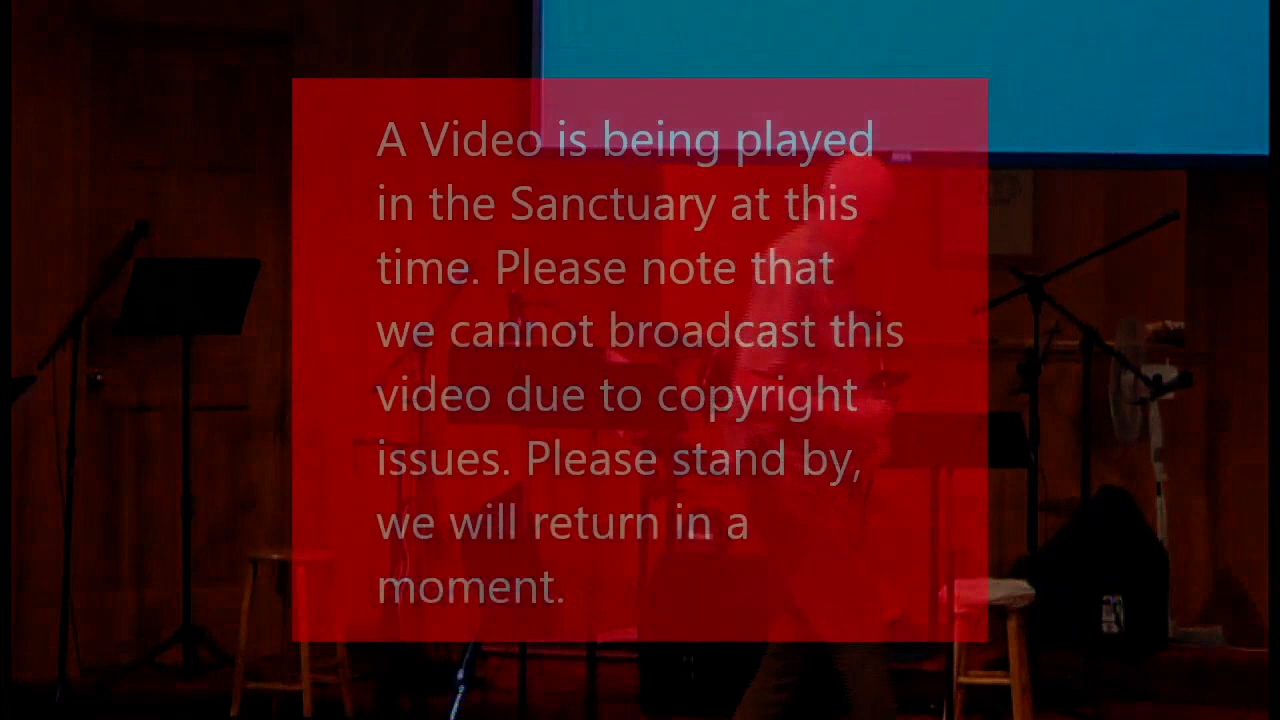 A Video is being played
in the Sanctuary at this
time. Please note that
we cannot broadcast this
video due to copyright
issues. Please stand by,
we will return in a
moment.